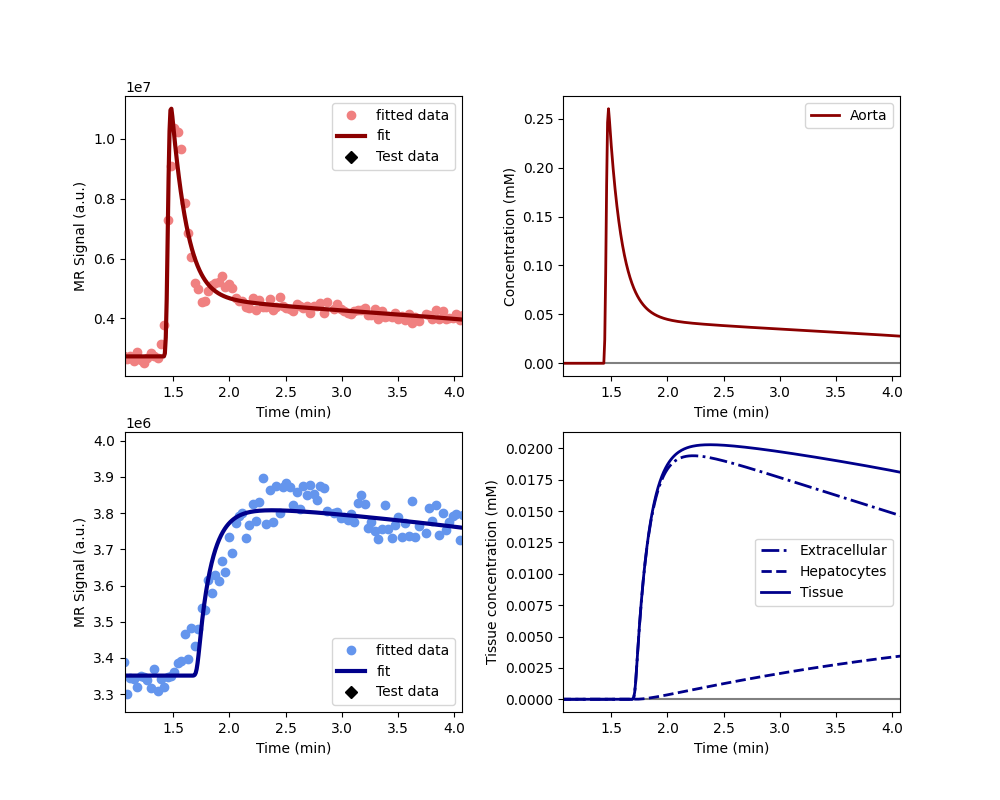 1e7
MR Signal (a.u.)
1.0
0.8
0.6
0.4
fitted data
fit
Test data
1.5 2.0 2.5 3.0 3.5 4.0
Time (min)
Concentration (mM)
0.25
0.20
0.15
0.10
0.05
0.00
Aorta
1.5 2.0 2.5 3.0 3.5 4.0
Time (min)
1e6
MR Signal (a.u.)
4.0
3.9
3.8
3.7
3.6
3.5
3.4
3.3
fitted data
fit
Test data
1.5 2.0 2.5 3.0 3.5 4.0
Time (min)
Tissue concentration (mM)
0.0200
0.0175
0.0150
0.0125
0.0100
0.0075
0.0050
0.0025
0.0000
Extracellular
Hepatocytes
Tissue
1.5 2.0 2.5 3.0 3.5 4.0
Time (min)